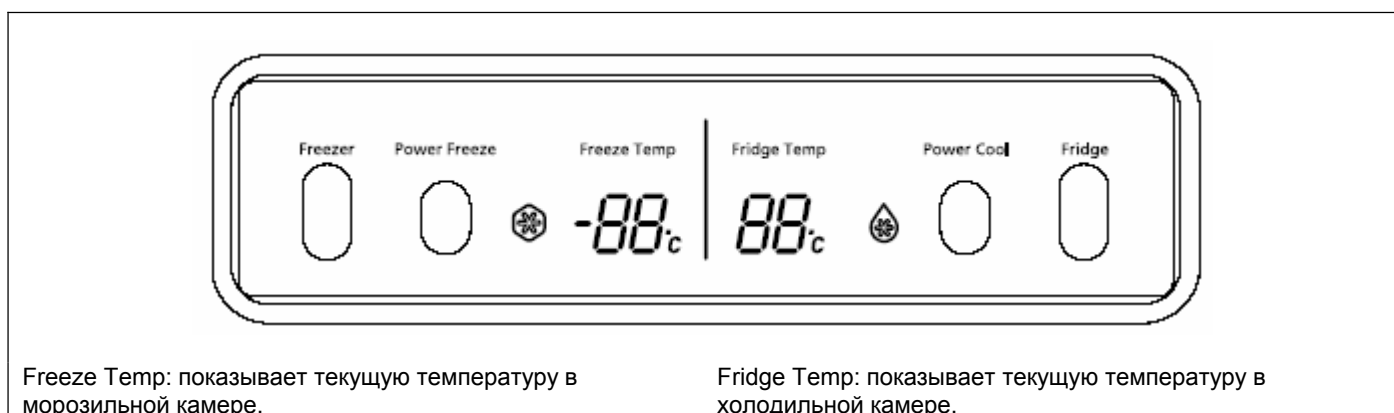 Freezer Power Freeze Freeze Temp Fridge Temp Power Cool Fridge
-88°c 88°c
Freeze Temp: показывает текущую температуру в
морозильной камере.
Fridge Temp: показывает текущую температуру в
холодильной камере.